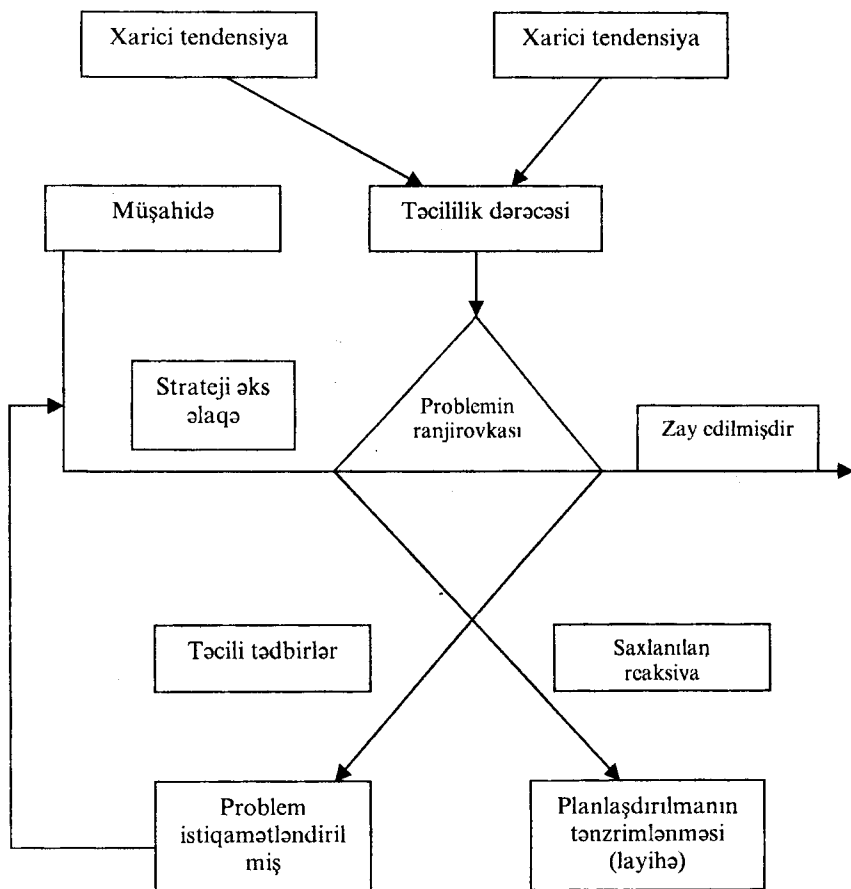 Xarici tendensiya
Xarici tendensiya
Müşahidə
Təcililik dərəcəsi
Strateji əks
əlaqə
Problemin
ranjirovkası
Zay edilmişdir
Təcili tədbirlər
Saxlanılan
reaksiya
Problem
istiqamətləndiril
miş
Planlaşdırılmanın
tənzrimlənməsi
(layihə)